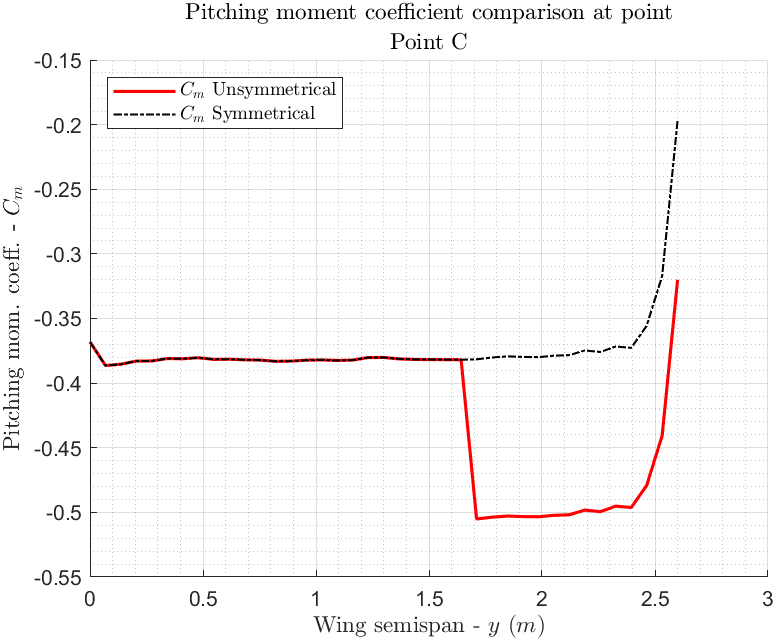 Pitching moment coefficient comparison at point
Point C
C_m Unsymmetrical
C_m Symmetrical
Pitching mom. coeff. - C_m
-0.15
-0.2
-0.25
-0.3
-0.35
-0.4
-0.45
-0.5
-0.55
0 0.5 1 1.5 2 2.5 3
Wing semispan - y (m)